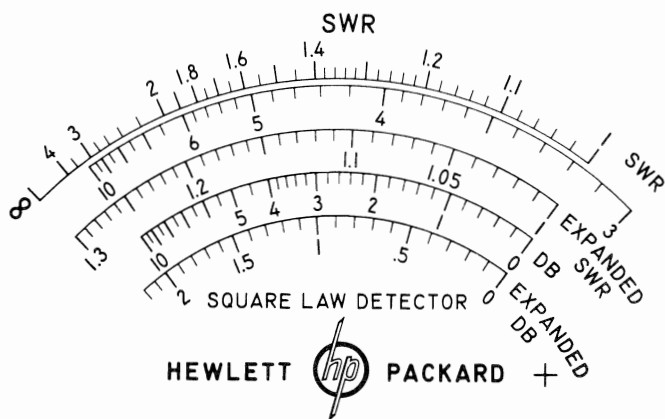 SWR
∞ 4 3 2 1.8 1.6 1.4 1.2 1.1 1 SWR
10 6 5 4 3
1.3 1.2 1.1 1.05 1 EXPANDED SWR
10 5 4 3 2 1 0 DB
2 1.5 1 .5 0 EXPANDED DB
SQUARE LAW DETECTOR
HEWLETT hp PACKARD +